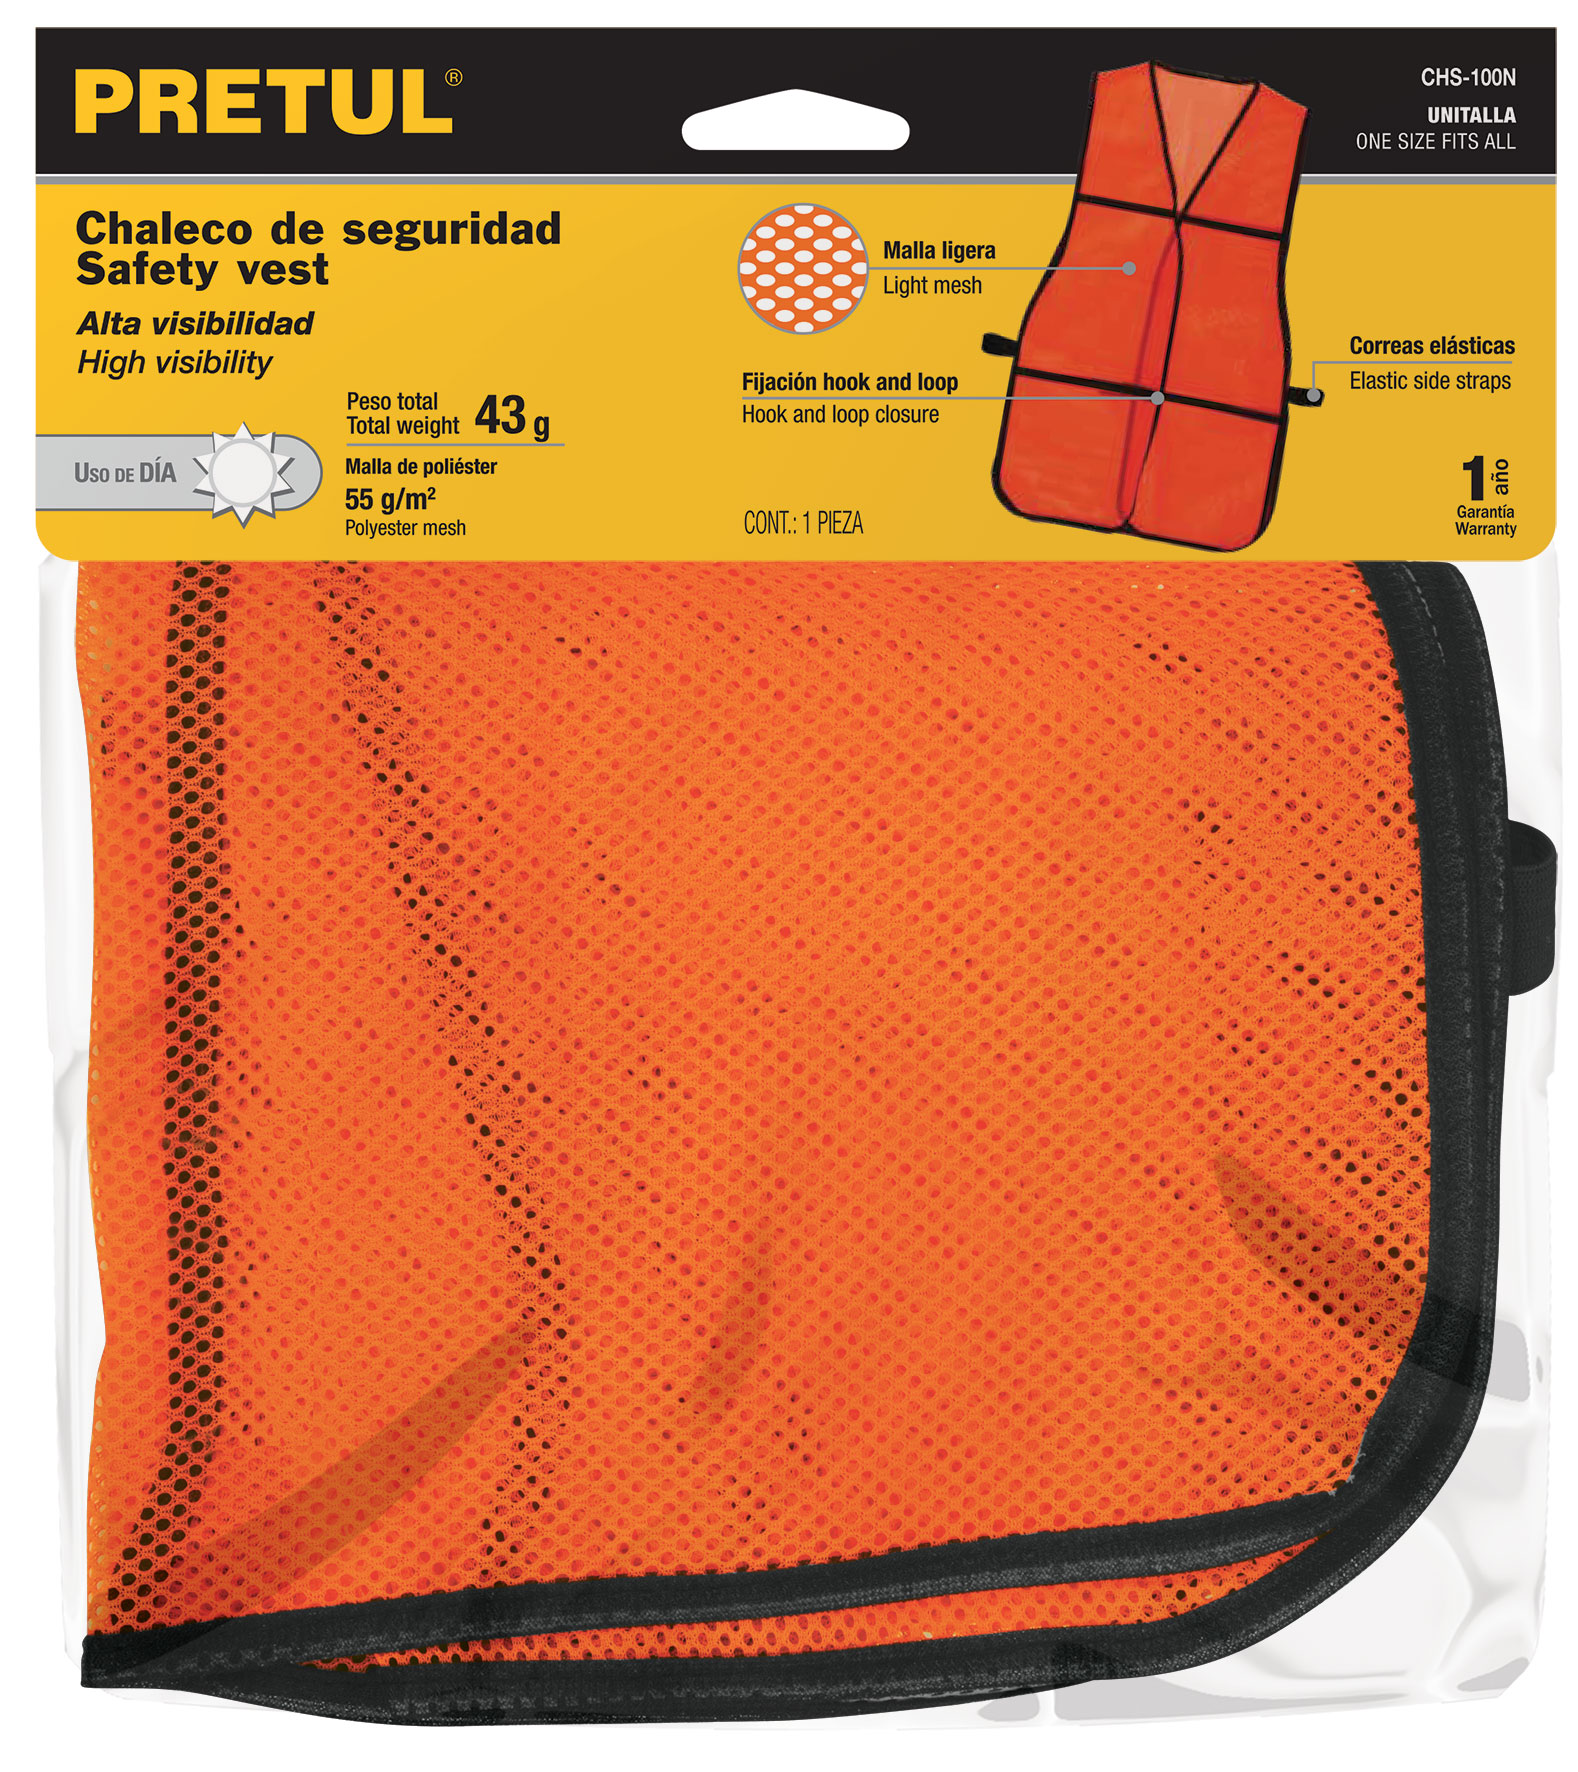 PRETUL®
CHS-100N
UNITALLA
ONE SIZE FITS ALL
Chaleco de seguridad
Safety vest
Alta visibilidad
High visibility
USO DE DÍA
Peso total
Total weight 43 g
Malla de poliéster
55 g/m²
Polyester mesh
Malla ligera
Light mesh
Fijación hook and loop
Hook and loop closure
CONT.: 1 PIEZA
Correas elásticas
Elastic side straps
1 año
Garantía
Warranty